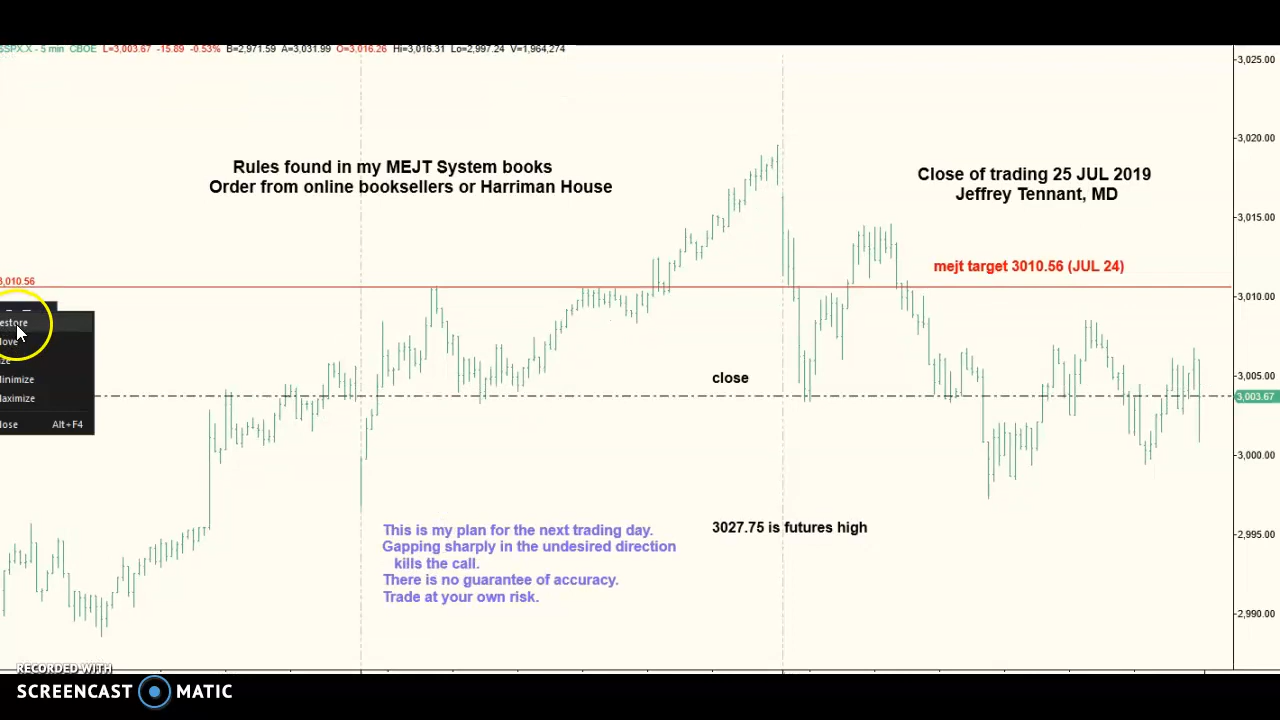 $SPX.X - 5 min CBOE L=3,003.67 -15.89 -0.53% B=2,971.59 A=3,031.99 O=3,016.26 Hi=3,016.31 Lo=2,997.24 V=1,964,274
3,025.00
3,020.00
Rules found in my MEJT System books
Order from online booksellers or Harriman House
Close of trading 25 JUL 2019
Jeffrey Tennant, MD
3,015.00
mejt target 3010.56 (JUL 24)
3,010.56
3,010.00
estore
ove
ze
inimize
aximize
lose Alt+F4
close
3,005.00
3,003.67
3,000.00
3027.75 is futures high
This is my plan for the next trading day.
Gapping sharply in the undesired direction
kills the call.
There is no guarantee of accuracy.
Trade at your own risk.
2,995.00
2,990.00
RECORDED WITH
SCREENCAST MATIC